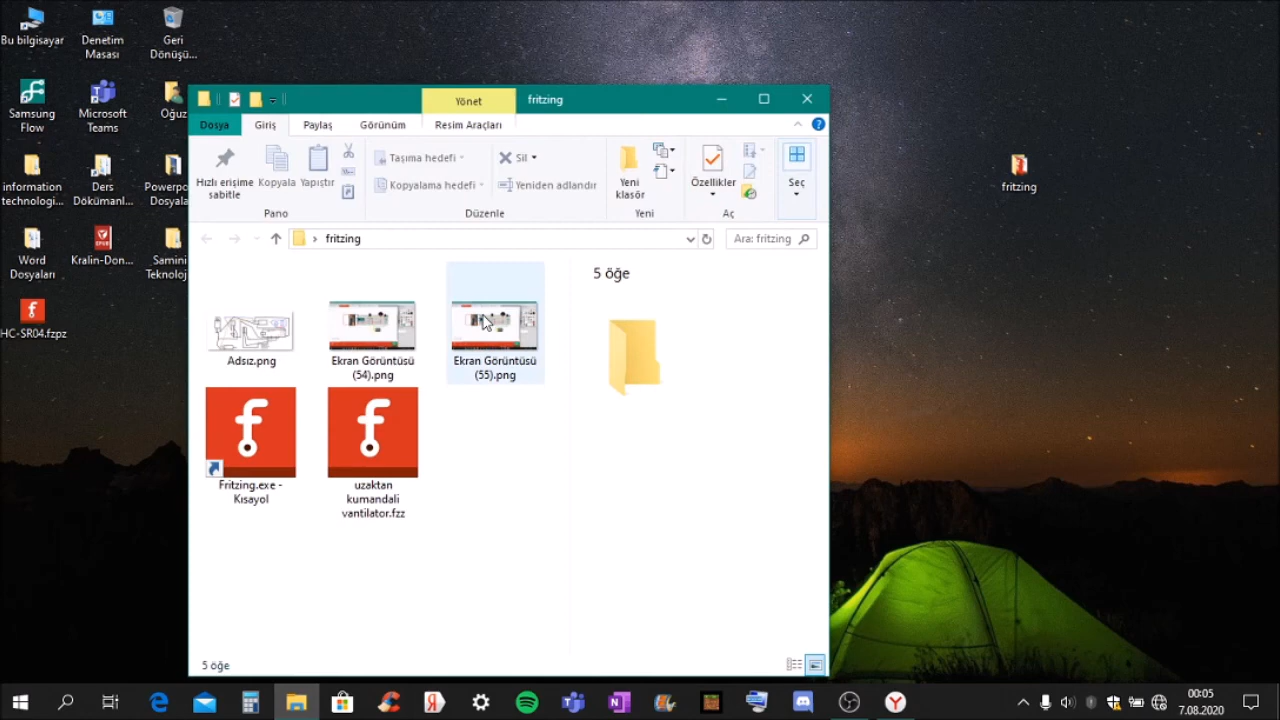 Bu bilgisayar
Denetim
Masası
Geri
Dönüşü...
Samsung
Flow
Microsoft
Teams
Oğuz
information
technologi...
Ders
Dökümanl...
Powerpo
Dosyala
Word
Dosyaları
Kralin-Don...
Samini
Teknoloj
HC-SR04.fzpz
Yönet
fritzing
Dosya
Giriş
Paylaş
Görünüm
Resim Araçları
Hızlı erişime
sabitle
Kopyala
Yapıştır
Pano
Taşıma hedefi
Kopyalama hedefi
Sil
Yeniden adlandır
Düzenle
Yeni
klasör
Yeni
Özellikler
Aç
Seç
fritzing
Ara: fritzing
Adsız.png
Ekran Görüntüsü
(54).png
Ekran Görüntüsü
(55).png
Fritzing.exe -
Kısayol
uzaktan
kumandali
vantilator.fzz
5 öğe
5 öğe
fritzing
00:05
7.08.2020